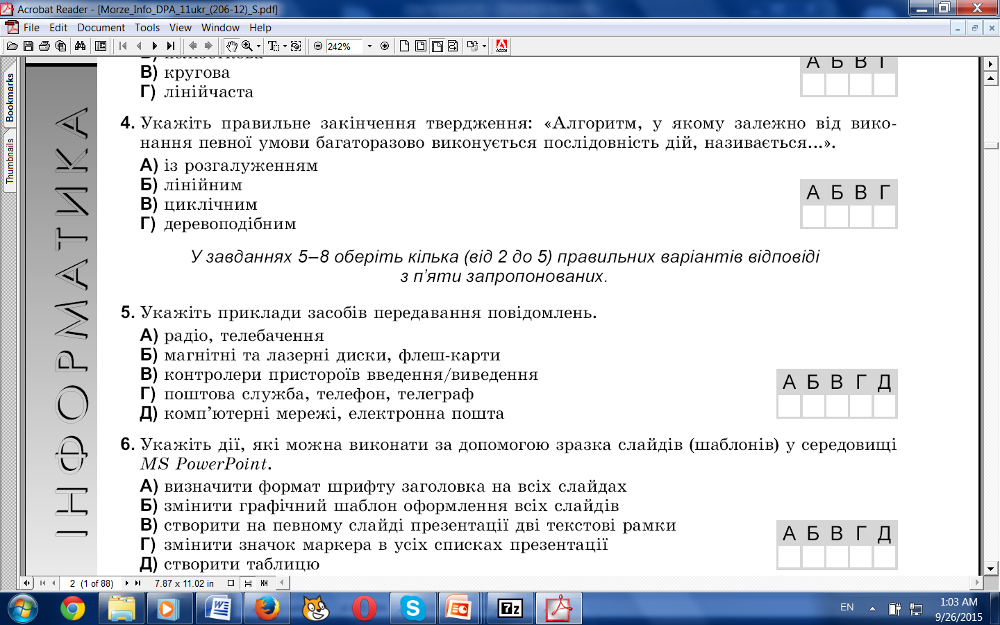 Acrobat Reader - [Morze_Info_DPA_11ukr_(206-12)_S.pdf]
File Edit Document Tools View Window Help
242%
Bookmarks
Thumbnails
ІНФОРМАТИКА
В) кругова
Г) лінійчаста
А Б В Г
4. Укажіть правильне закінчення твердження: «Алгоритм, у якому залежно від вико-
нання певної умови багаторазово виконується послідовність дій, називається...».
А) із розгалуженням
Б) лінійним
В) циклічним
Г) деревоподібним
А Б В Г
У завданнях 5–8 оберіть кілька (від 2 до 5) правильних варіантів відповіді
з п’яти запропонованих.
5. Укажіть приклади засобів передавання повідомлень.
А) радіо, телебачення
Б) магнітні та лазерні диски, флеш-карти
В) контролери пристороїв введення/виведення
Г) поштова служба, телефон, телеграф
Д) комп’ютерні мережі, електронна пошта
А Б В Г Д
6. Укажіть дії, які можна виконати за допомогою зразка слайдів (шаблонів) у середовищі
MS PowerPoint.
А) визначити формат шрифту заголовка на всіх слайдах
Б) змінити графічний шаблон оформлення всіх слайдів
В) створити на певному слайді презентації дві текстові рамки
Г) змінити значок маркера в усіх списках презентації
Д) створити таблицю
А Б В Г Д
2 (1 of 88) 7.87 x 11.02 in
7z
EN
1:03 AM
9/26/2015